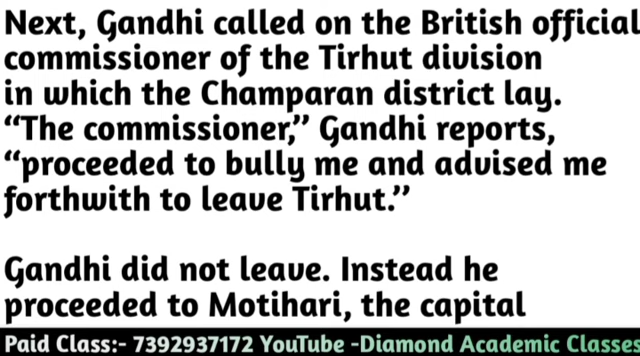 Next, Gandhi called on the British official
commissioner of the Tirhut division
in which the Champaran district lay.
“The commissioner,” Gandhi reports,
“proceeded to bully me and advised me
forthwith to leave Tirhut.”
Gandhi did not leave. Instead he
proceeded to Motihari, the capital
Paid Class:- 7392937172 YouTube -Diamond Academic Classes